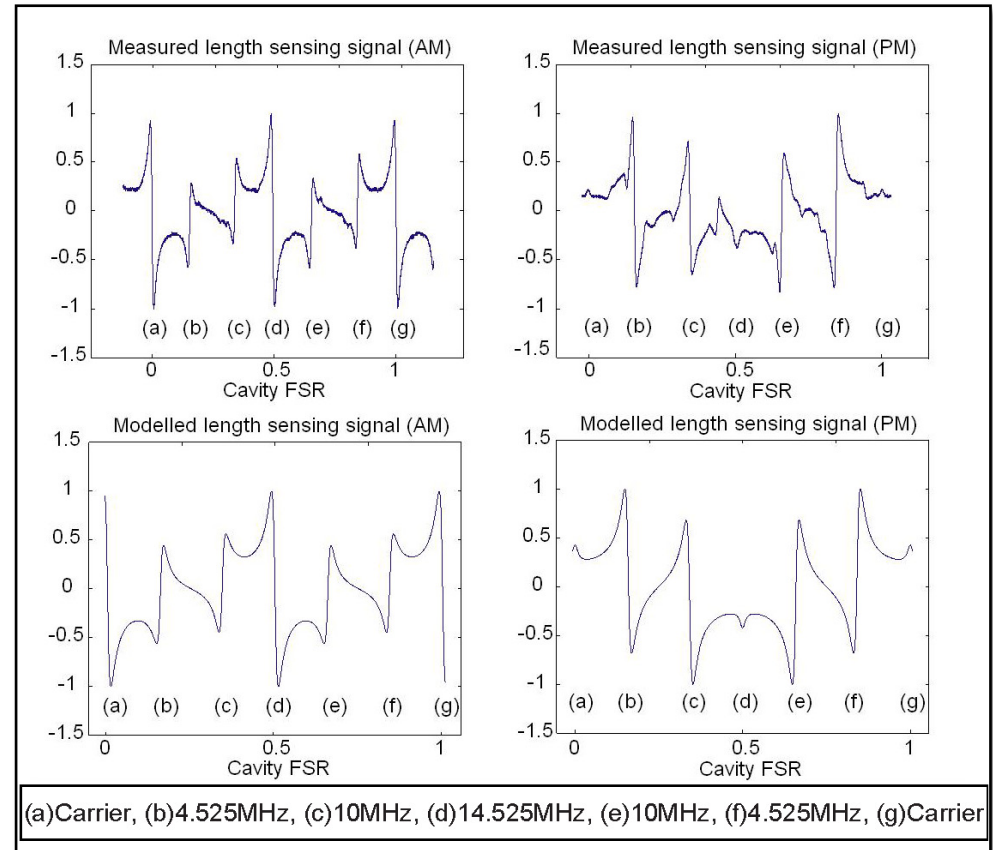 Measured length sensing signal (AM)
1.5
1
0.5
0
-0.5
-1
-1.5
(a) (b) (c) (d) (e) (f) (g)
0 0.5 1
Cavity FSR
Measured length sensing signal (PM)
1.5
1
0.5
0
-0.5
-1
-1.5
(a) (b) (c) (d) (e) (f) (g)
0 0.5 1
Cavity FSR
Modelled length sensing signal (AM)
1.5
1
0.5
0
-0.5
-1
-1.5
(a) (b) (c) (d) (e) (f) (g)
0 0.5 1
Cavity FSR
Modelled length sensing signal (PM)
1.5
1
0.5
0
-0.5
-1
-1.5
(a) (b) (c) (d) (e) (f) (g)
0 0.5 1
Cavity FSR
(a)Carrier, (b)4.525MHz, (c)10MHz, (d)14.525MHz, (e)10MHz, (f)4.525MHz, (g)Carrier